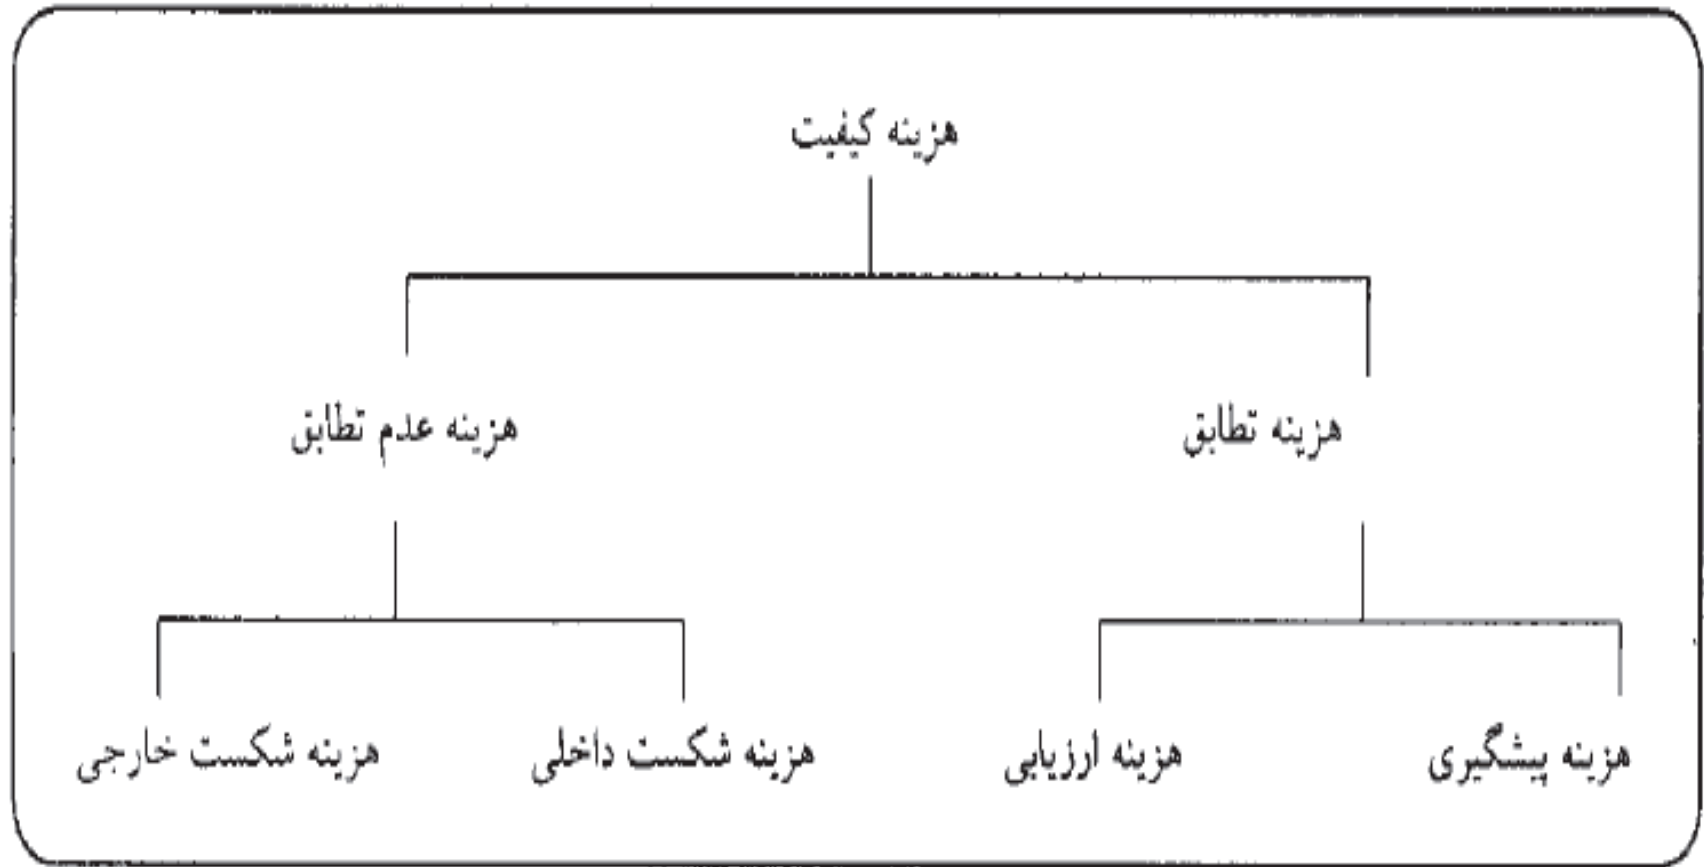 هزینه کیفیت
هزینه تطابق
هزینه عدم تطابق
هزینه پیشگیری
هزینه ارزیابی
هزینه شکست داخلی
هزینه شکست خارجی